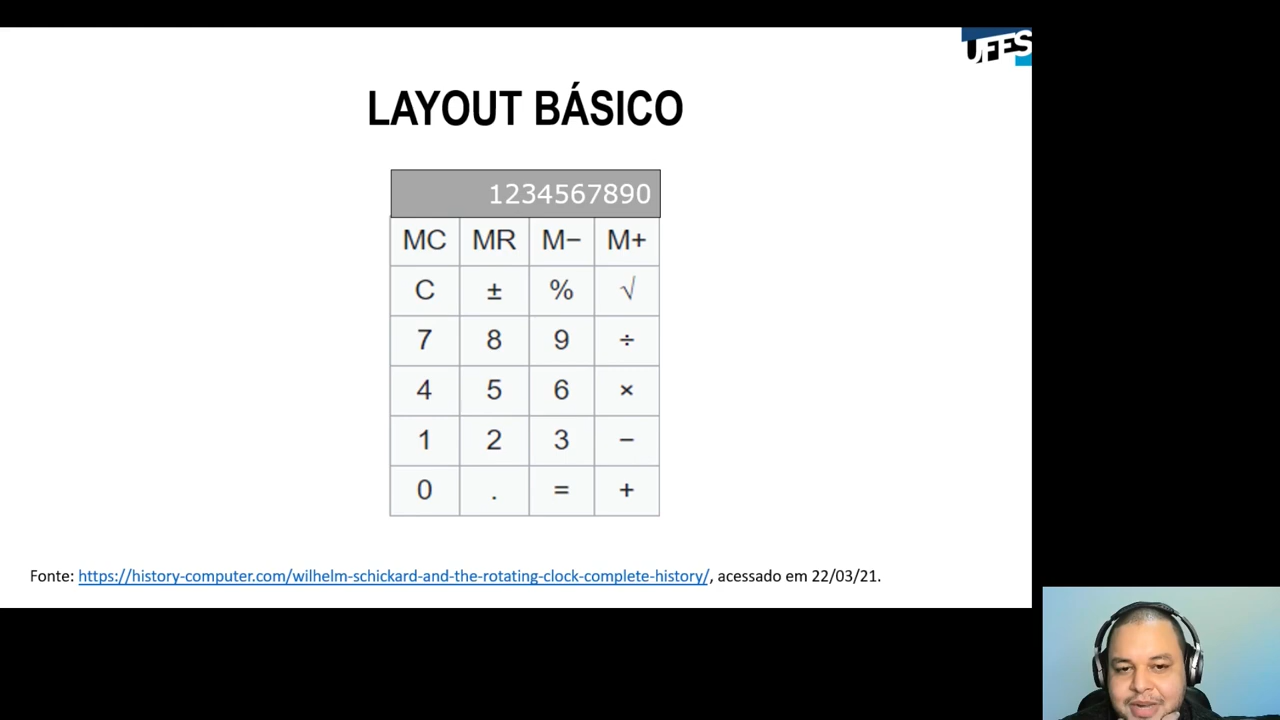 UFES
LAYOUT BÁSICO
1234567890
MC MR M− M+
C ± % √
7 8 9 ÷
4 5 6 ×
1 2 3 −
0 . = +
Fonte: https://history-computer.com/wilhelm-schickard-and-the-rotating-clock-complete-history/, acessado em 22/03/21.